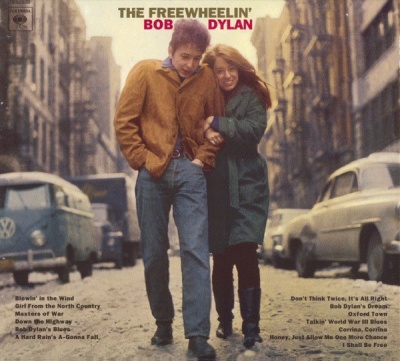 THE FREEWHEELIN'
BOB DYLAN
COLUMBIA
Blowin' in the Wind
Girl From the North Country
Masters of War
Down the Highway
Bob Dylan's Blues
A Hard Rain's A-Gonna Fall
Don't Think Twice, It's All Right
Bob Dylan's Dream
Oxford Town
Talkin' World War III Blues
Corrina, Corrina
Honey, Just Allow Me One More Chance
I Shall Be Free